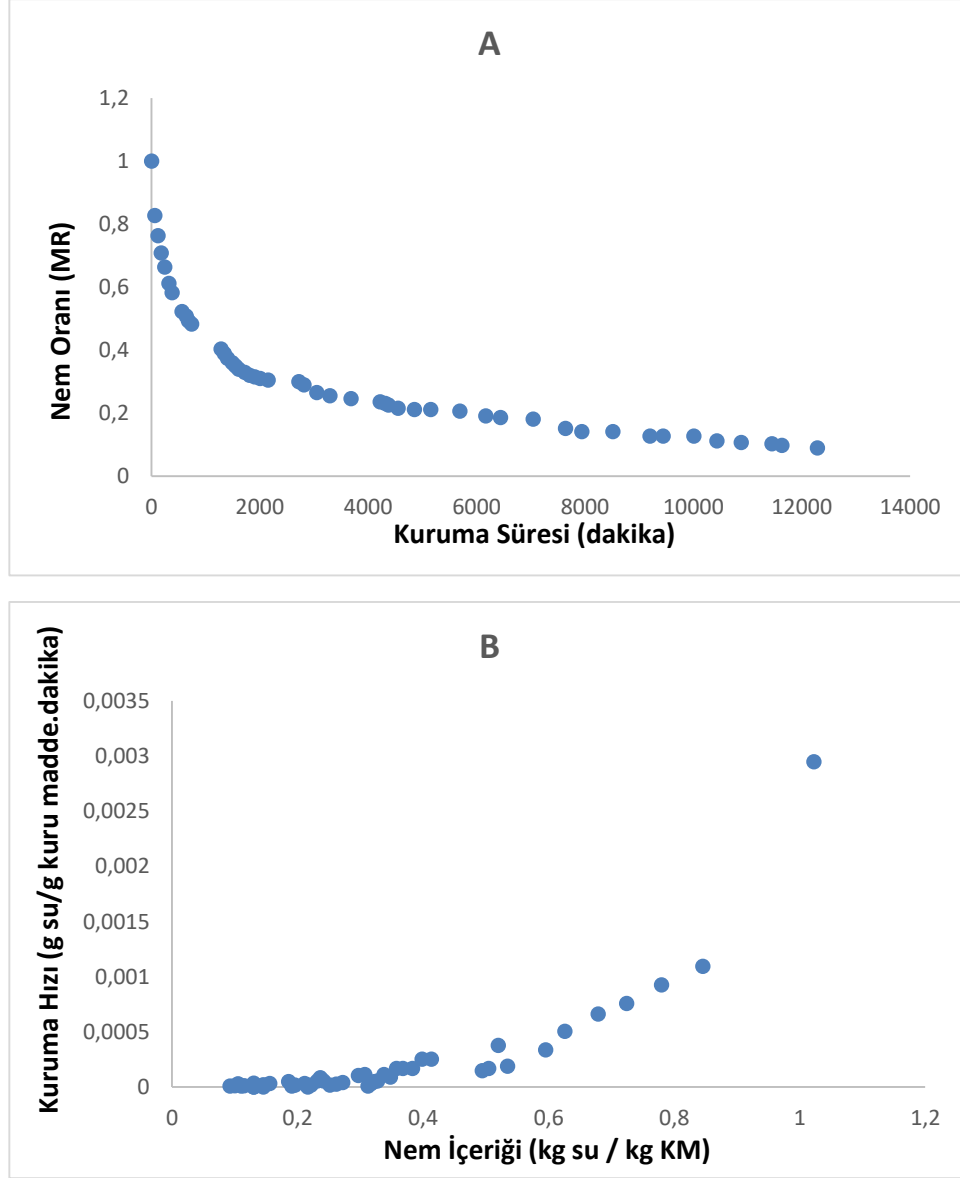 A
1,2
1
0,8
0,6
0,4
0,2
0
Nem Oranı (MR)
0 2000 4000 6000 8000 10000 12000 14000
Kuruma Süresi (dakika)
B
0,0035
0,003
0,0025
0,002
0,0015
0,001
0,0005
0
Kuruma Hızı (g su/g kuru madde.dakika)
0 0,2 0,4 0,6 0,8 1 1,2
Nem İçeriği (kg su / kg KM)